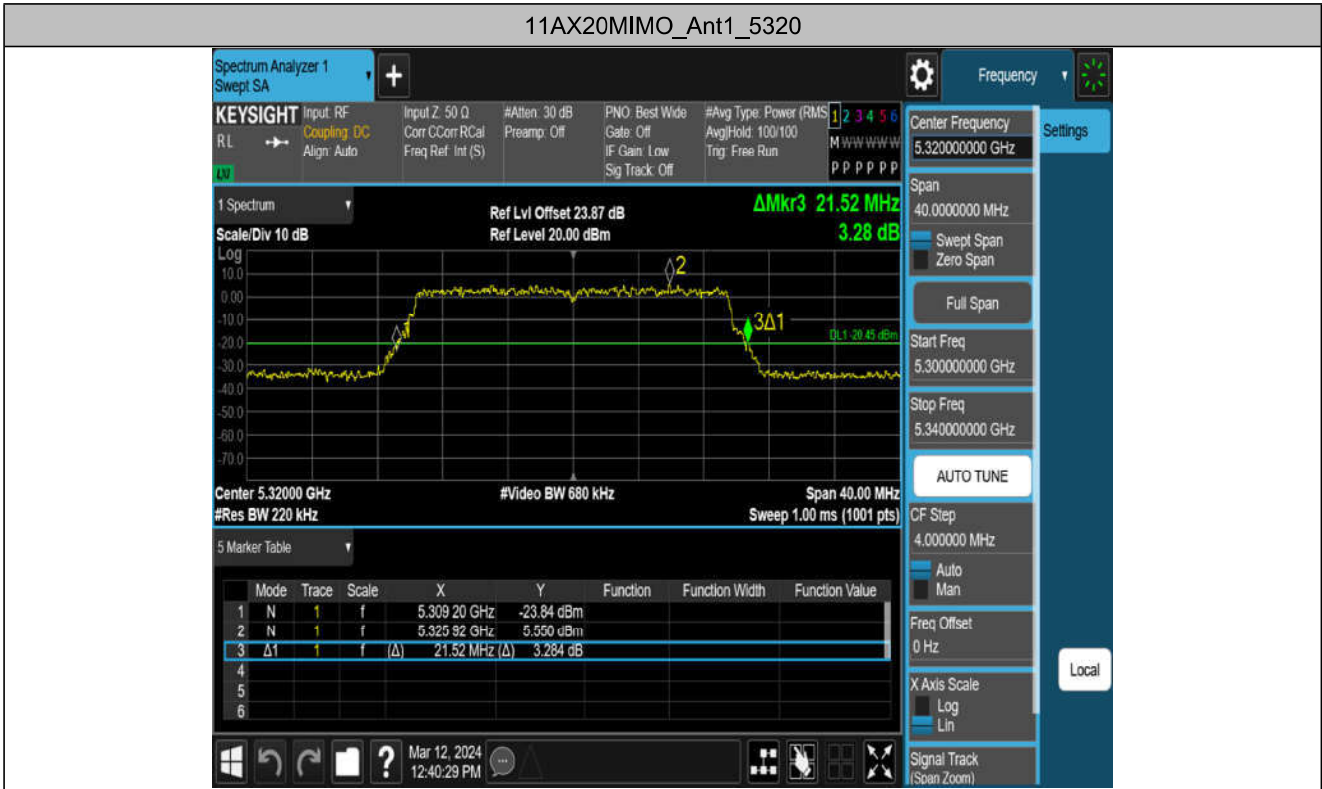 11AX20MIMO_Ant1_5320
Spectrum Analyzer 1
Swept SA
+
Frequency
KEYSIGHT
RL
LXI
Input: RF
Coupling: DC
Align: Auto
Input Z: 50 Ω
Corr CCorr RCal
Freq Ref: Int (S)
#Atten: 30 dB
Preamp: Off
PNO: Best Wide
Gate: Off
IF Gain: Low
Sig Track: Off
#Avg Type: Power (RMS
Avg|Hold: 100/100
Trig: Free Run
1 2 3 4 5 6
M W W W W W
P P P P P P
1 Spectrum
Scale/Div 10 dB
Ref Lvl Offset 23.87 dB
Ref Level 20.00 dBm
ΔMkr3 21.52 MHz
3.28 dB
Log
10.0
0.00
-10.0
-20.0
-30.0
-40.0
-50.0
-60.0
-70.0
2
3Δ1
DL1 -20.45 dBm
Center 5.32000 GHz
#Video BW 680 kHz
Span 40.00 MHz
#Res BW 220 kHz
Sweep 1.00 ms (1001 pts)
5 Marker Table
Mode Trace Scale X Y Function Function Width Function Value
1 N 1 f 5.309 20 GHz -23.84 dBm
2 N 1 f 5.325 92 GHz 5.550 dBm
3 Δ1 1 f (Δ) 21.52 MHz (Δ) 3.284 dB
4
5
6
?
Mar 12, 2024
12:40:29 PM
Center Frequency
5.320000000 GHz
Settings
Span
40.0000000 MHz
Swept Span
Zero Span
Full Span
Start Freq
5.300000000 GHz
Stop Freq
5.340000000 GHz
AUTO TUNE
CF Step
4.000000 MHz
Auto
Man
Freq Offset
0 Hz
Local
X Axis Scale
Log
Lin
Signal Track
(Span Zoom)